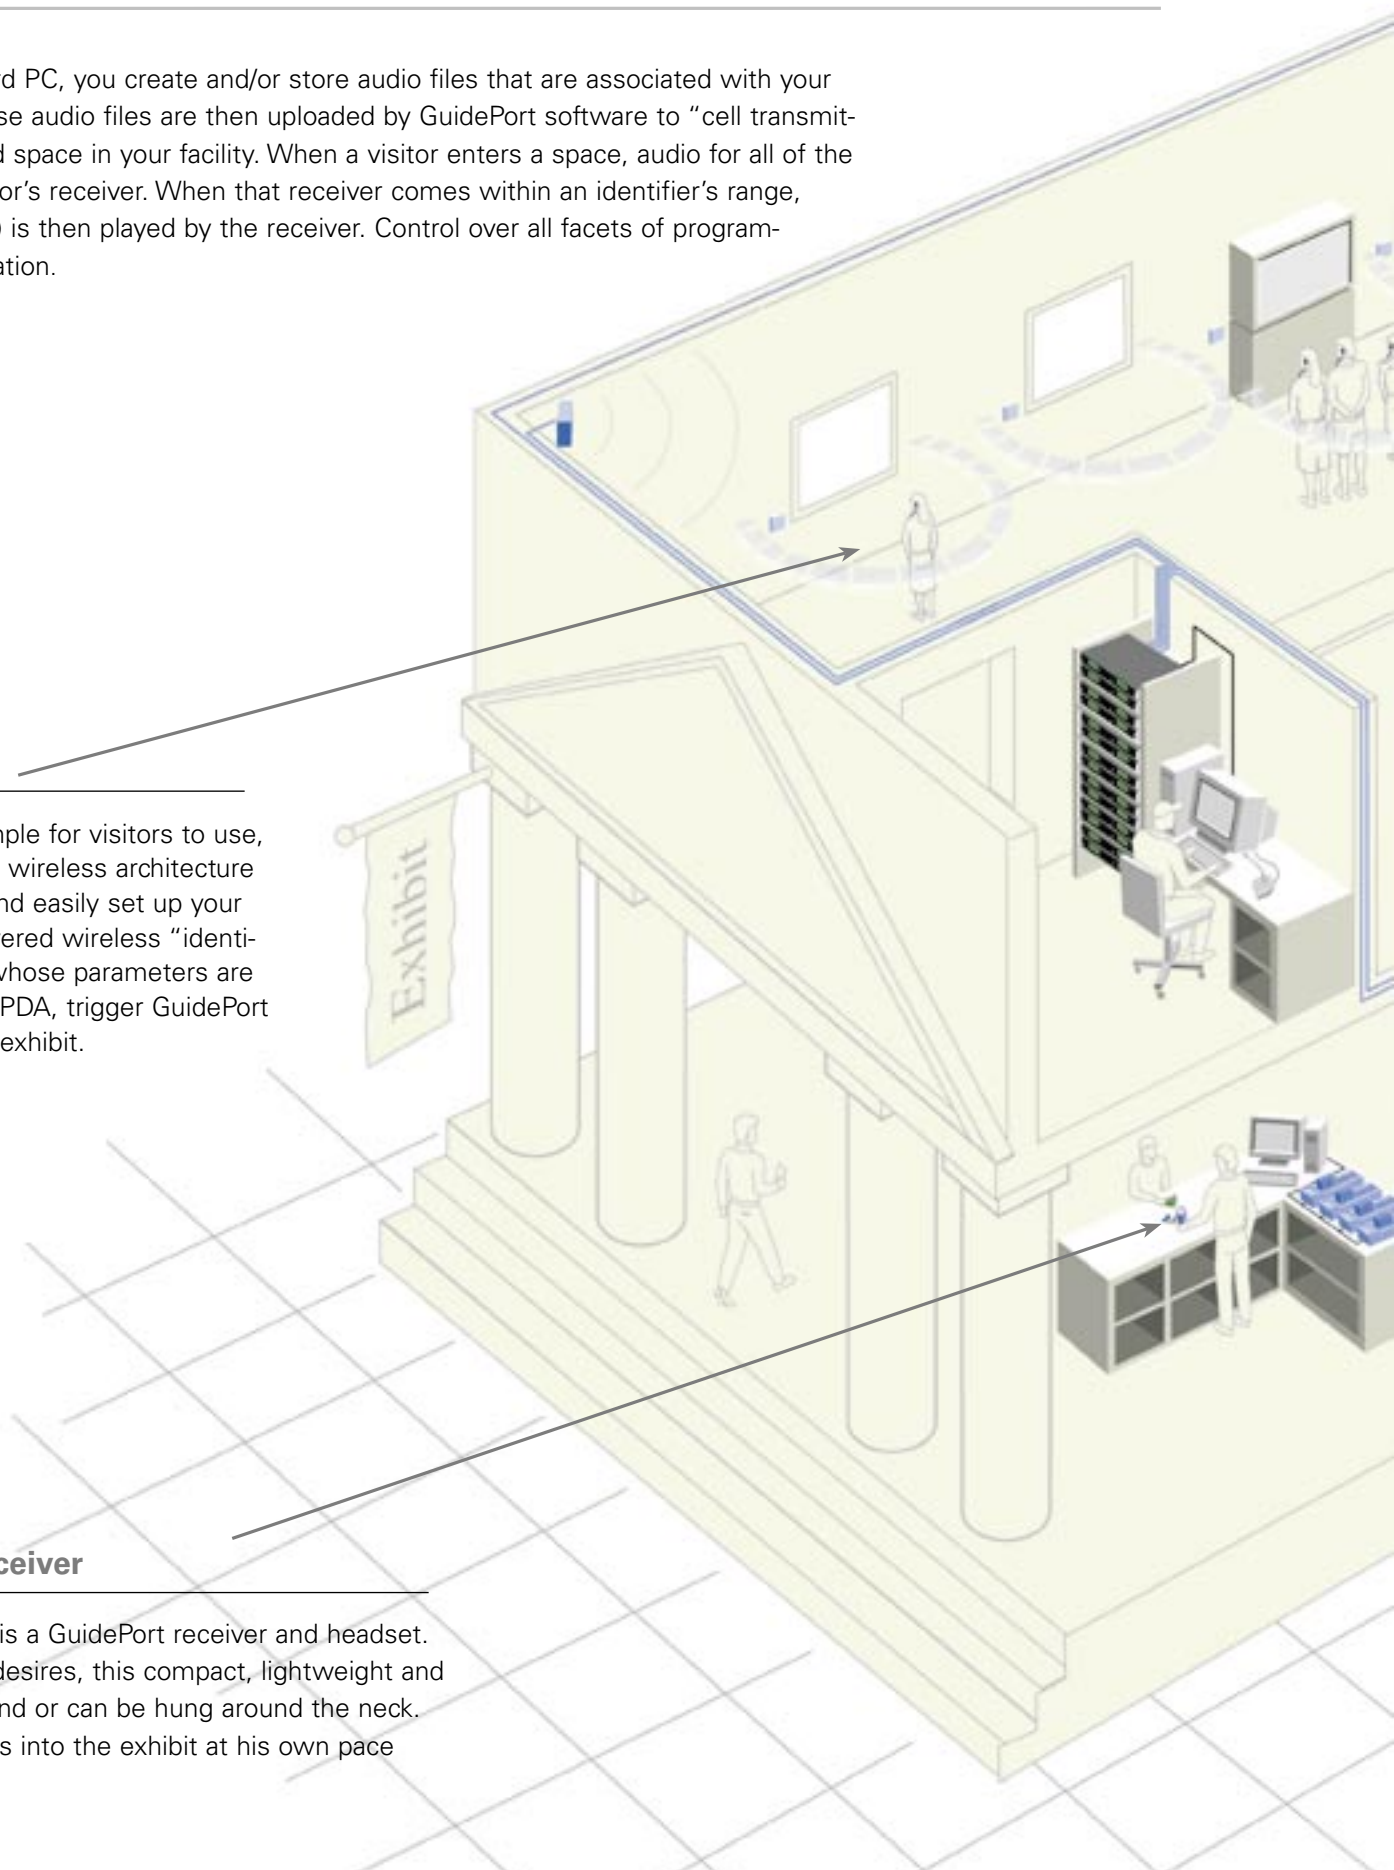 rd PC, you create and/or store audio files that are associated with your
se audio files are then uploaded by GuidePort software to “cell transmit-
d space in your facility. When a visitor enters a space, audio for all of the
or’s receiver. When that receiver comes within an identifier’s range,
) is then played by the receiver. Control over all facets of program-
ation.
nple for visitors to use,
wireless architecture
nd easily set up your
ered wireless “identi-
whose parameters are
PDA, trigger GuidePort
exhibit.
Exhibit
ceiver
is a GuidePort receiver and headset.
desires, this compact, lightweight and
nd or can be hung around the neck.
s into the exhibit at his own pace